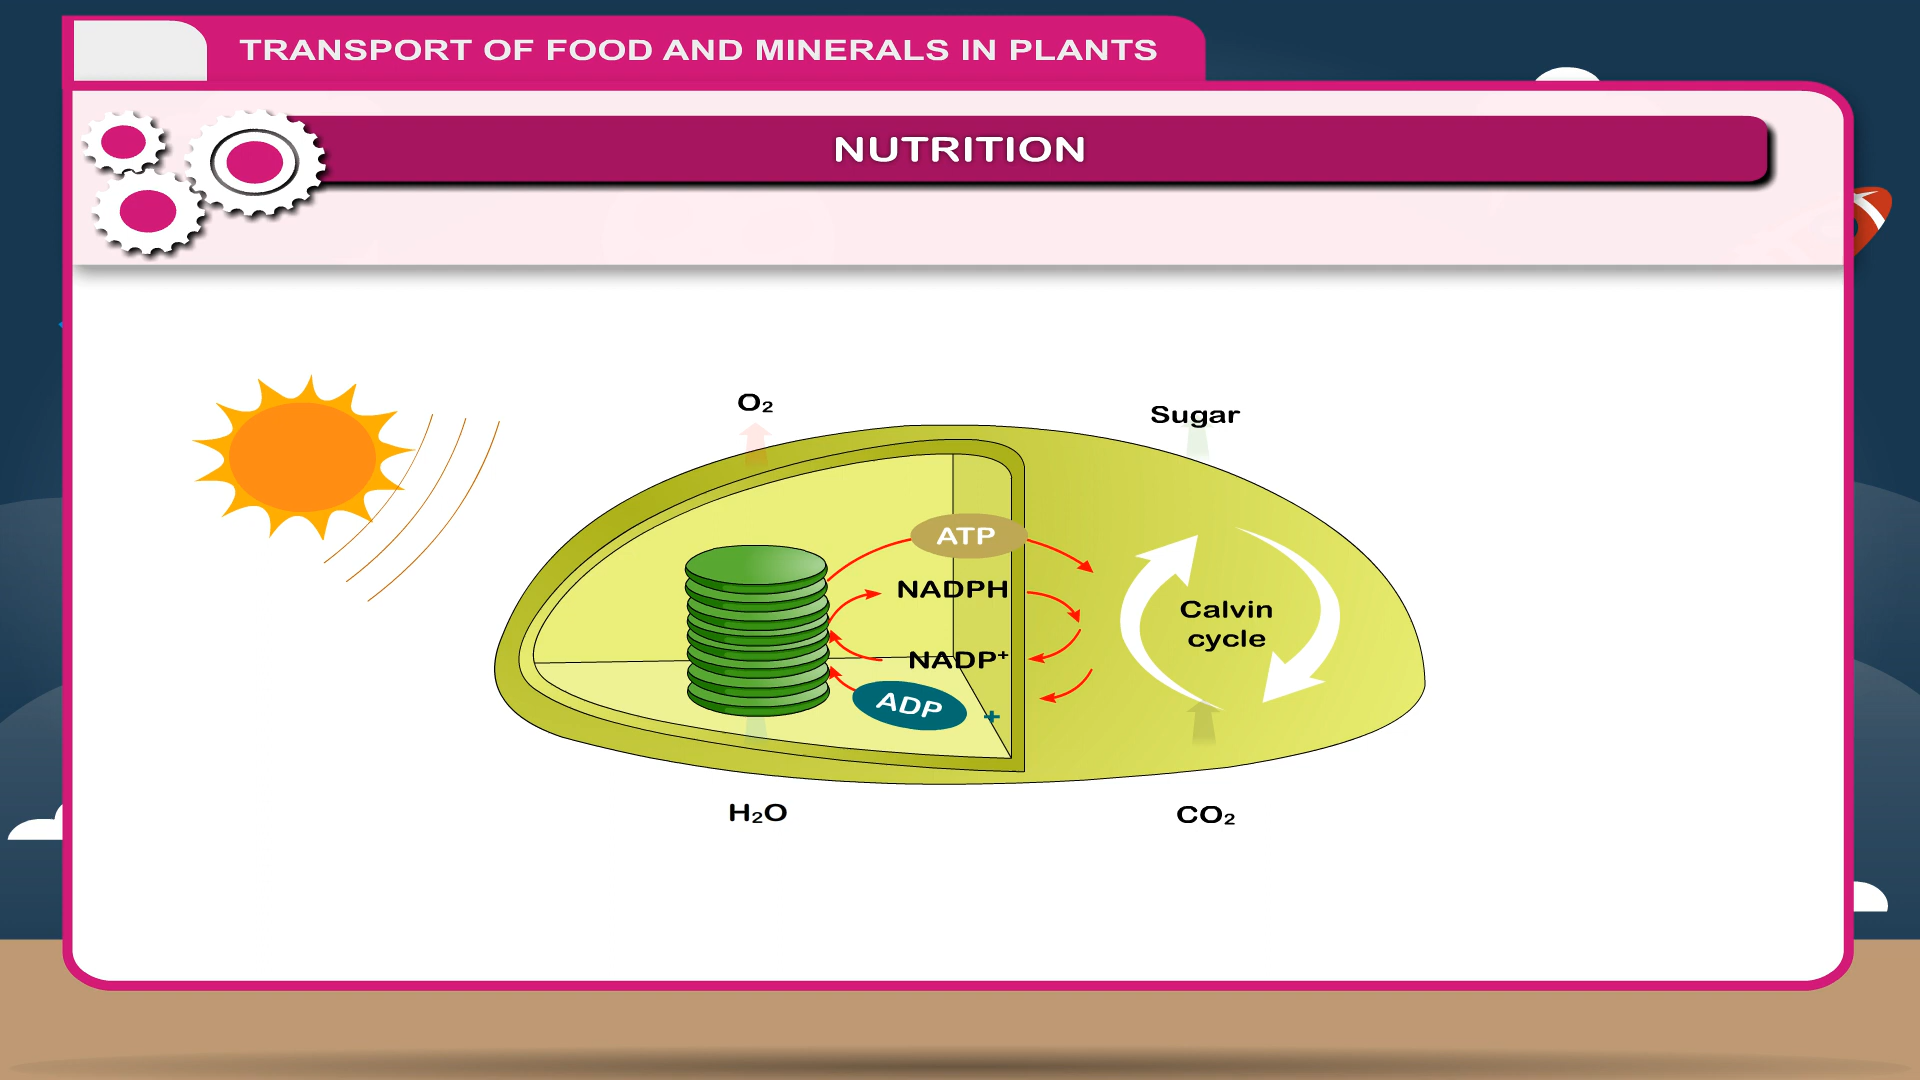 TRANSPORT OF FOOD AND MINERALS IN PLANTS
NUTRITION
O₂
Sugar
ATP
NADPH
Calvin
cycle
NADP⁺
ADP
+
H₂O
CO₂